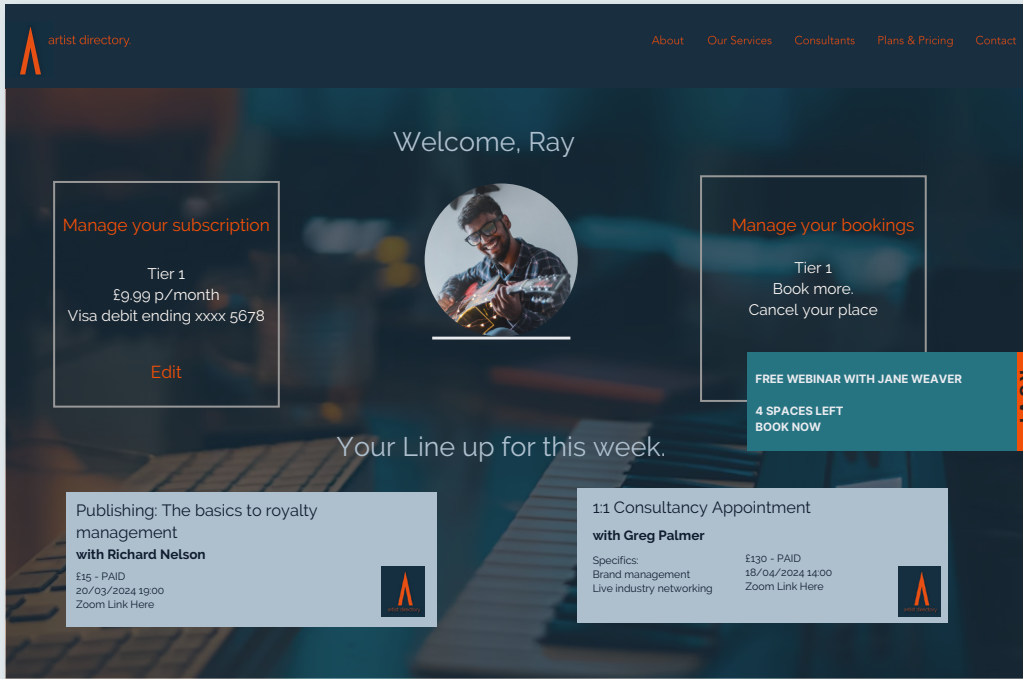 artist directory.
About
Our Services
Consultants
Plans & Pricing
Contact
Welcome, Ray
Manage your subscription
Tier 1
£9.99 p/month
Visa debit ending xxxx 5678
Edit
Manage your bookings
Tier 1
Book more.
Cancel your place
FREE WEBINAR WITH JANE WEAVER
4 SPACES LEFT
BOOK NOW
Your Line up for this week.
Publishing: The basics to royalty
management
with Richard Nelson
£15 - PAID
20/03/2024 19:00
Zoom Link Here
artist directory.
1:1 Consultancy Appointment
with Greg Palmer
Specifics:
Brand management
Live industry networking
£130 - PAID
18/04/2024 14:00
Zoom Link Here
artist directory.